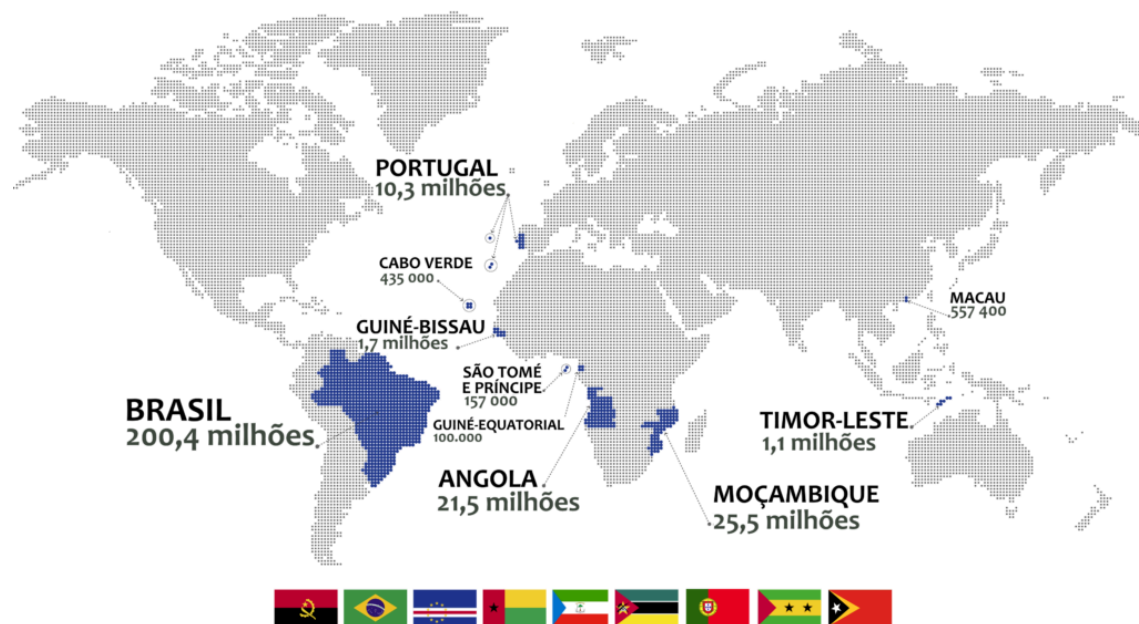 PORTUGAL
10,3 milhões
CABO VERDE
435 000
MACAU
557 400
GUINÉ-BISSAU
1,7 milhões
SÃO TOMÉ
E PRÍNCIPE
157 000
BRASIL
200,4 milhões
GUINÉ-EQUATORIAL
100.000
TIMOR-LESTE
1,1 milhões
ANGOLA
21,5 milhões
MOÇAMBIQUE
25,5 milhões